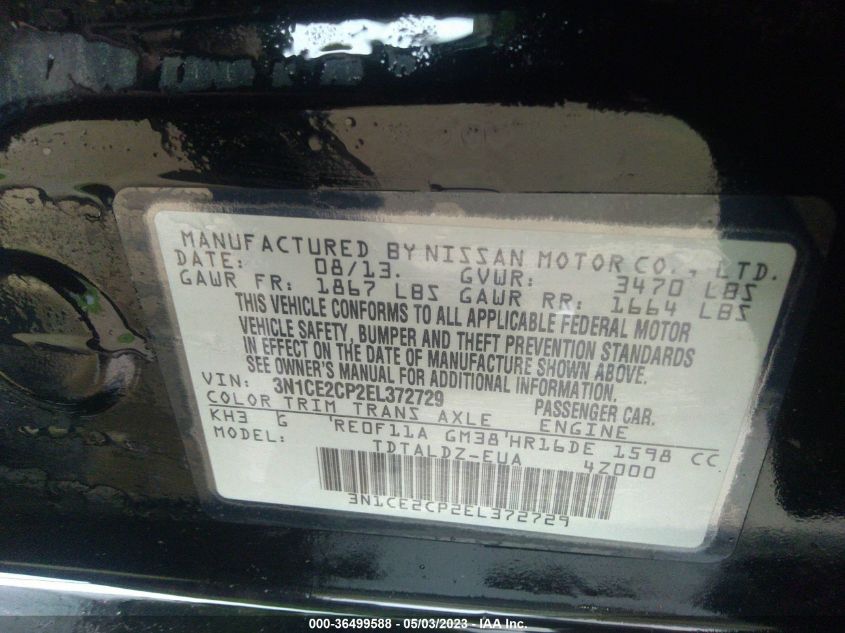 MANUFACTURED BY NISSAN MOTOR CO., LTD.
DATE: 08/13. GVWR: 3470 LBS
GAWR FR: 1867 LBS GAWR RR: 1664 LBS
THIS VEHICLE CONFORMS TO ALL APPLICABLE FEDERAL MOTOR
VEHICLE SAFETY, BUMPER AND THEFT PREVENTION STANDARDS
IN EFFECT ON THE DATE OF MANUFACTURE SHOWN ABOVE.
SEE OWNER'S MANUAL FOR ADDITIONAL INFORMATION.
VIN: 3N1CE2CP2EL372729 PASSENGER CAR.
COLOR TRIM TRANS AXLE ENGINE
KH3 G 'RE0F11A GM38'HR16DE 1598 CC
MODEL: TDTALDZ-EUA 4Z000
3N1CE2CP2EL372729
000-36499588 - 05/03/2023 - IAA Inc.